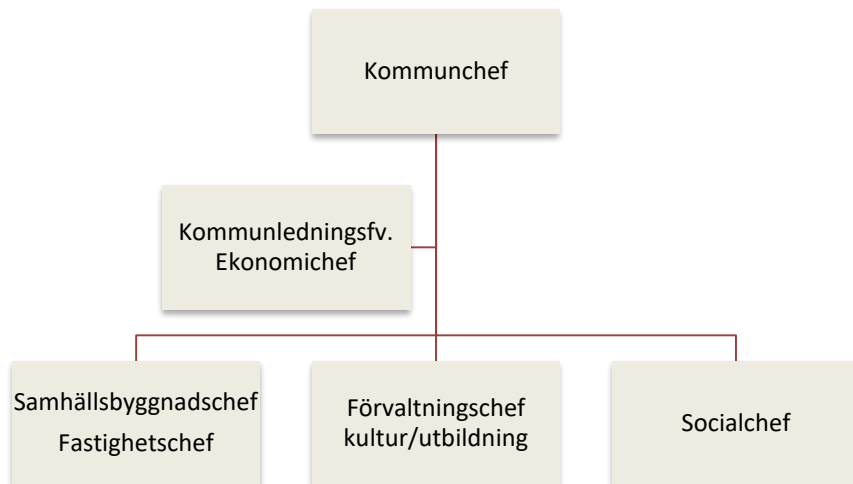 Kommunchef
Kommunledningsfv.
Ekonomichef
Samhällsbyggnadschef
Fastighetschef
Förvaltningschef
kultur/utbildning
Socialchef